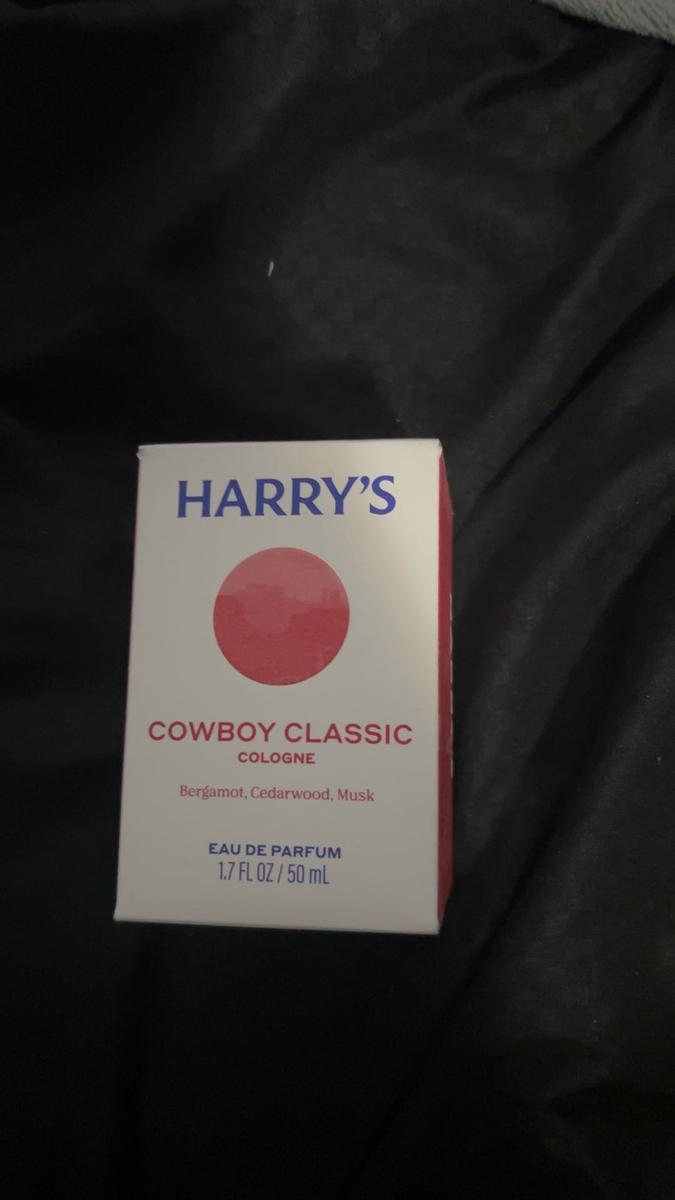 HARRY'S
COWBOY CLASSIC
COLOGNE
Bergamot, Cedarwood, Musk
EAU DE PARFUM
1.7 FL OZ / 50 mL